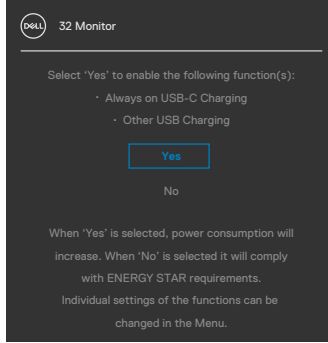 DELL
32 Monitor
Select ‘Yes’ to enable the following function(s):
· Always on USB-C Charging
· Other USB Charging
Yes
No
When ‘Yes’ is selected, power consumption will
increase. When ‘No’ is selected it will comply
with ENERGY STAR requirements.
Individual settings of the functions can be
changed in the Menu.